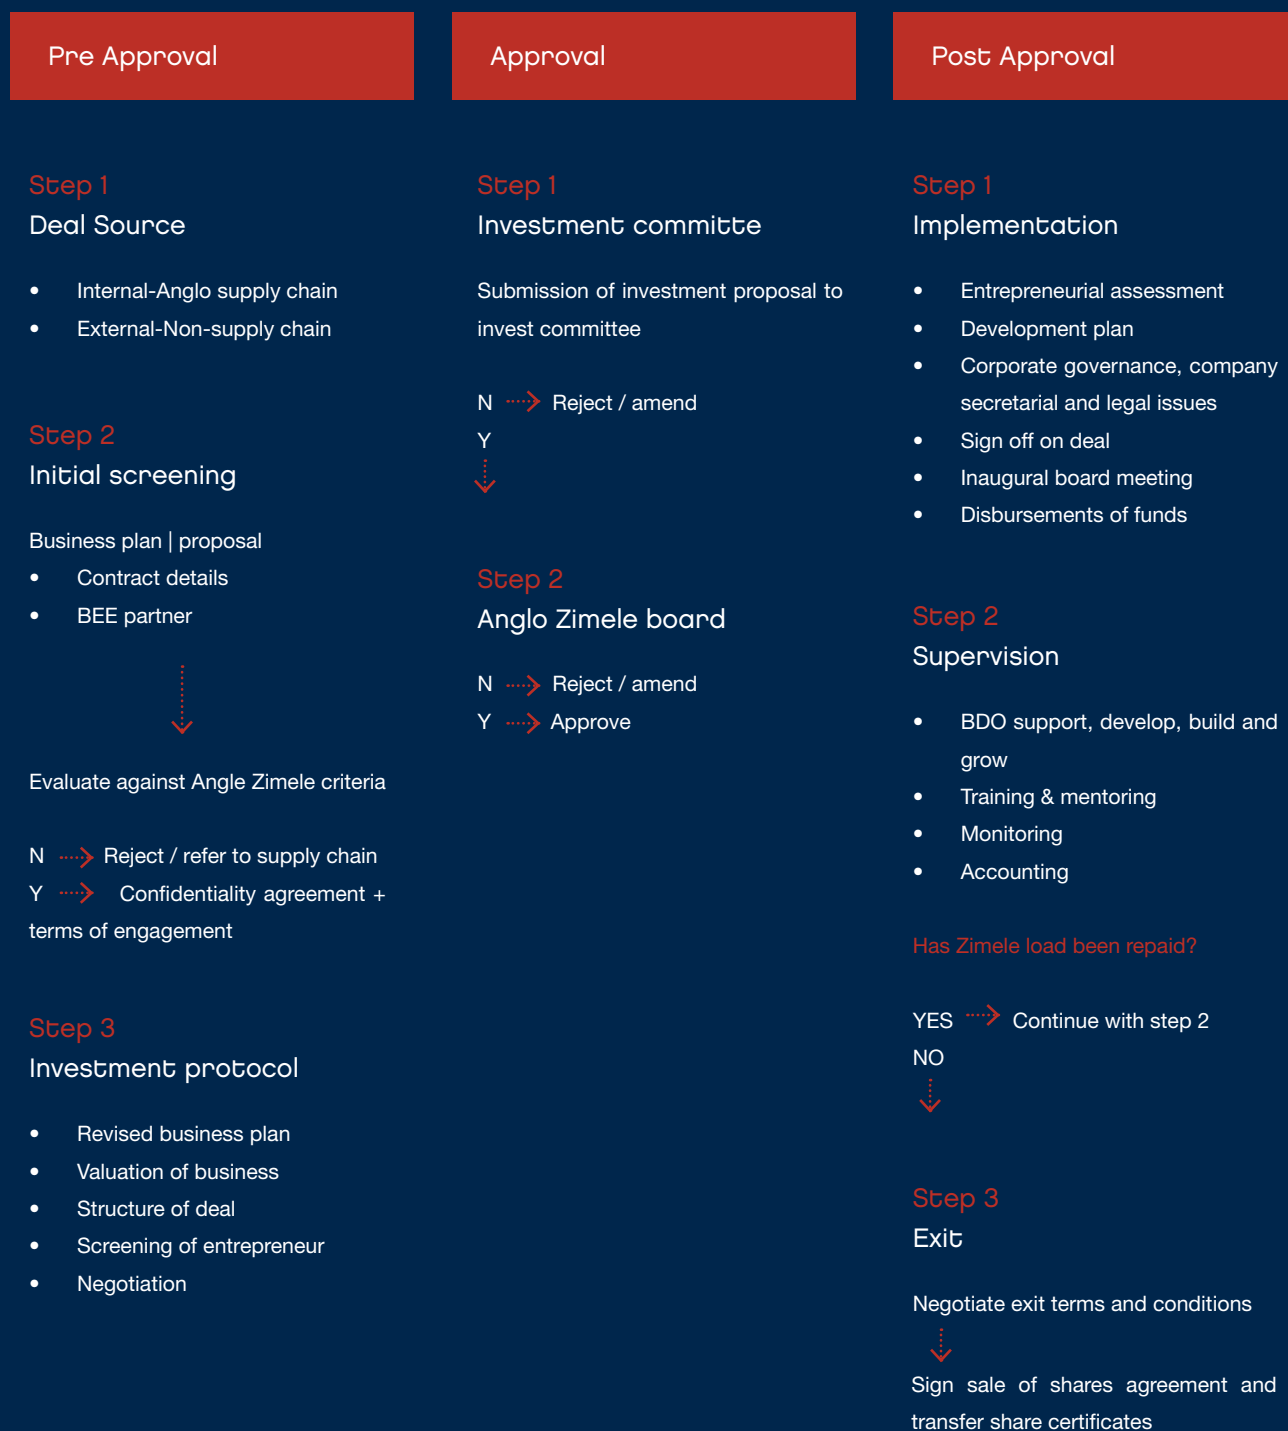 Pre Approval
Step 1
Deal Source
• Internal-Anglo supply chain
• External-Non-supply chain
Step 2
Initial screening
Business plan | proposal
• Contract details
• BEE partner
Evaluate against Angle Zimele criteria
N Reject / refer to supply chain
Y Confidentiality agreement +
terms of engagement
Step 3
Investment protocol
• Revised business plan
• Valuation of business
• Structure of deal
• Screening of entrepreneur
• Negotiation
Approval
Step 1
Investment committe
Submission of investment proposal to
invest committee
N Reject / amend
Y
Step 2
Anglo Zimele board
N Reject / amend
Y Approve
Post Approval
Step 1
Implementation
• Entrepreneurial assessment
• Development plan
• Corporate governance, company
secretarial and legal issues
• Sign off on deal
• Inaugural board meeting
• Disbursements of funds
Step 2
Supervision
• BDO support, develop, build and
grow
• Training & mentoring
• Monitoring
• Accounting
Has Zimele load been repaid?
YES Continue with step 2
NO
Step 3
Exit
Negotiate exit terms and conditions
Sign sale of shares agreement and
transfer share certificates